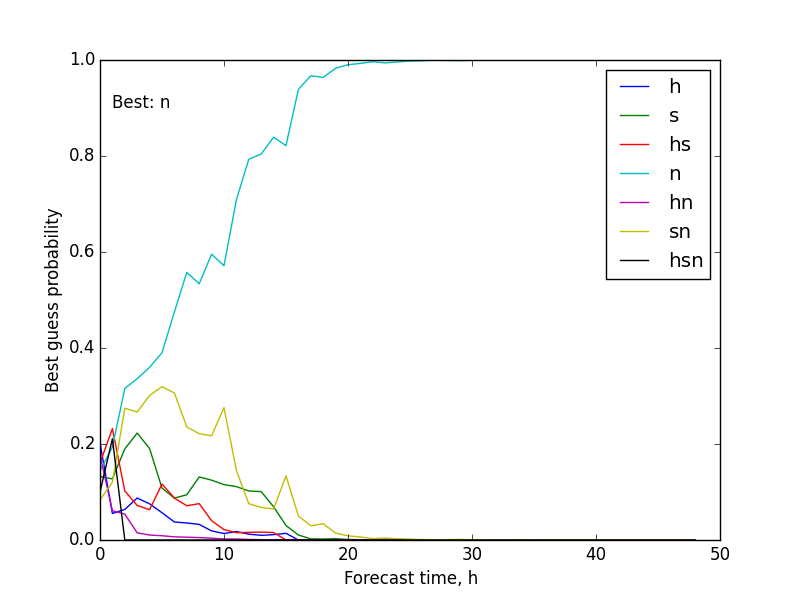 1.0
0.8
0.6
0.4
0.2
0.0
Best guess probability
Best: n
h
s
hs
n
hn
sn
hsn
0 10 20 30 40 50
Forecast time, h